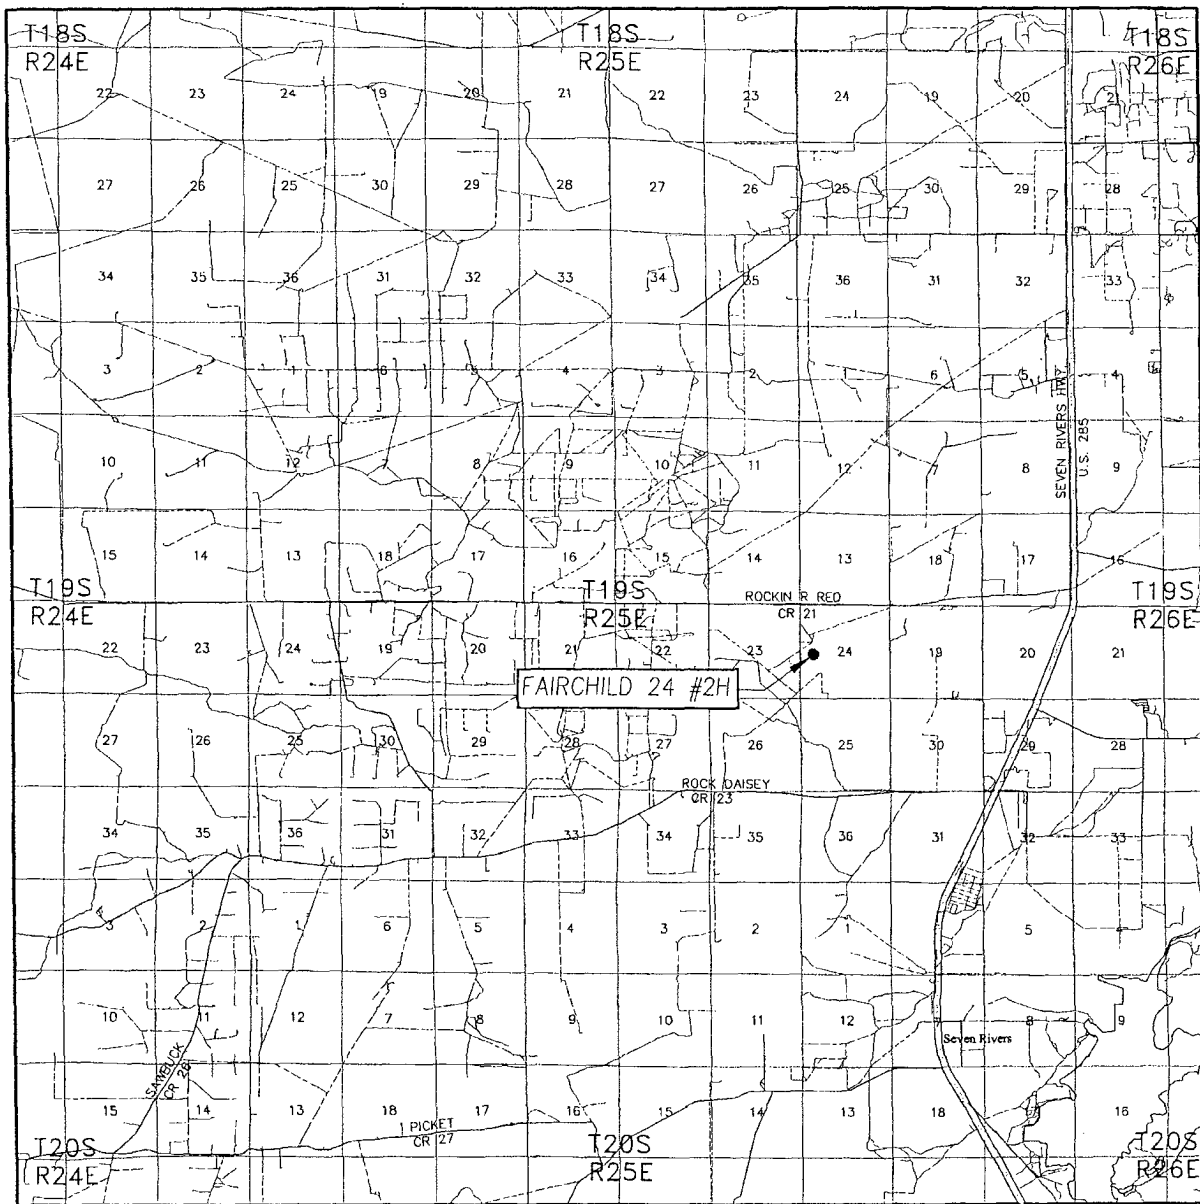 T18S T18S T18S
R24E R25E R26E
22 23 24 19 20 21 22 23 24 19 20 21
27 26 25 30 29 28 27 26 25 30 29 28
34 35 36 31 32 33 34 35 36 31 32 33
3 2 1 6 5 4 3 2 6 5 4
SEVEN RIVERS HWY
U.S. 285
10 11 12 7 8 9 10 11 12 7 8 9
15 14 13 18 17 16 15 14 13 18 17 16
T19S T19S T19S
R24E R25E R26E
ROCKIN R RED
CR 21
22 23 24 19 20 21 22 23 24 19 20 21
FAIRCHILD 24 #2H
27 26 25 30 29 28 27 26 25 30 29 28
ROCK DAISEY
CR 23
34 35 36 31 32 33 34 35 36 31 32 33
3 2 1 6 5 4 3 2 1 5 4
10 11 12 7 8 9 10 11 12 8 9
Seven Rivers
SAWBUCK
CR 28
15 14 13 18 17 16 15 14 13 18 17 16
PICKET
CR 27
T20S T20S T20S
R24E R25E R26E